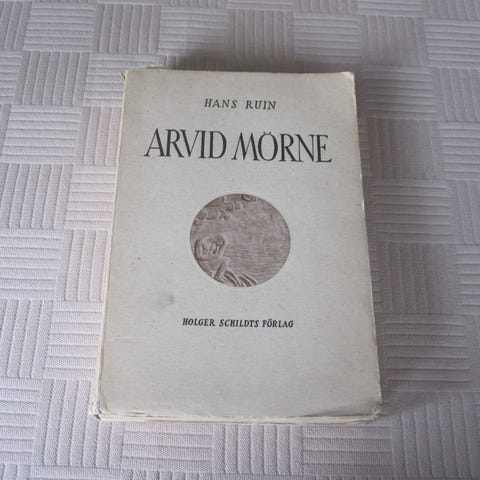 HANS RUIN
ARVID MÖRNE
HOLGER SCHILDTS FÖRLAG